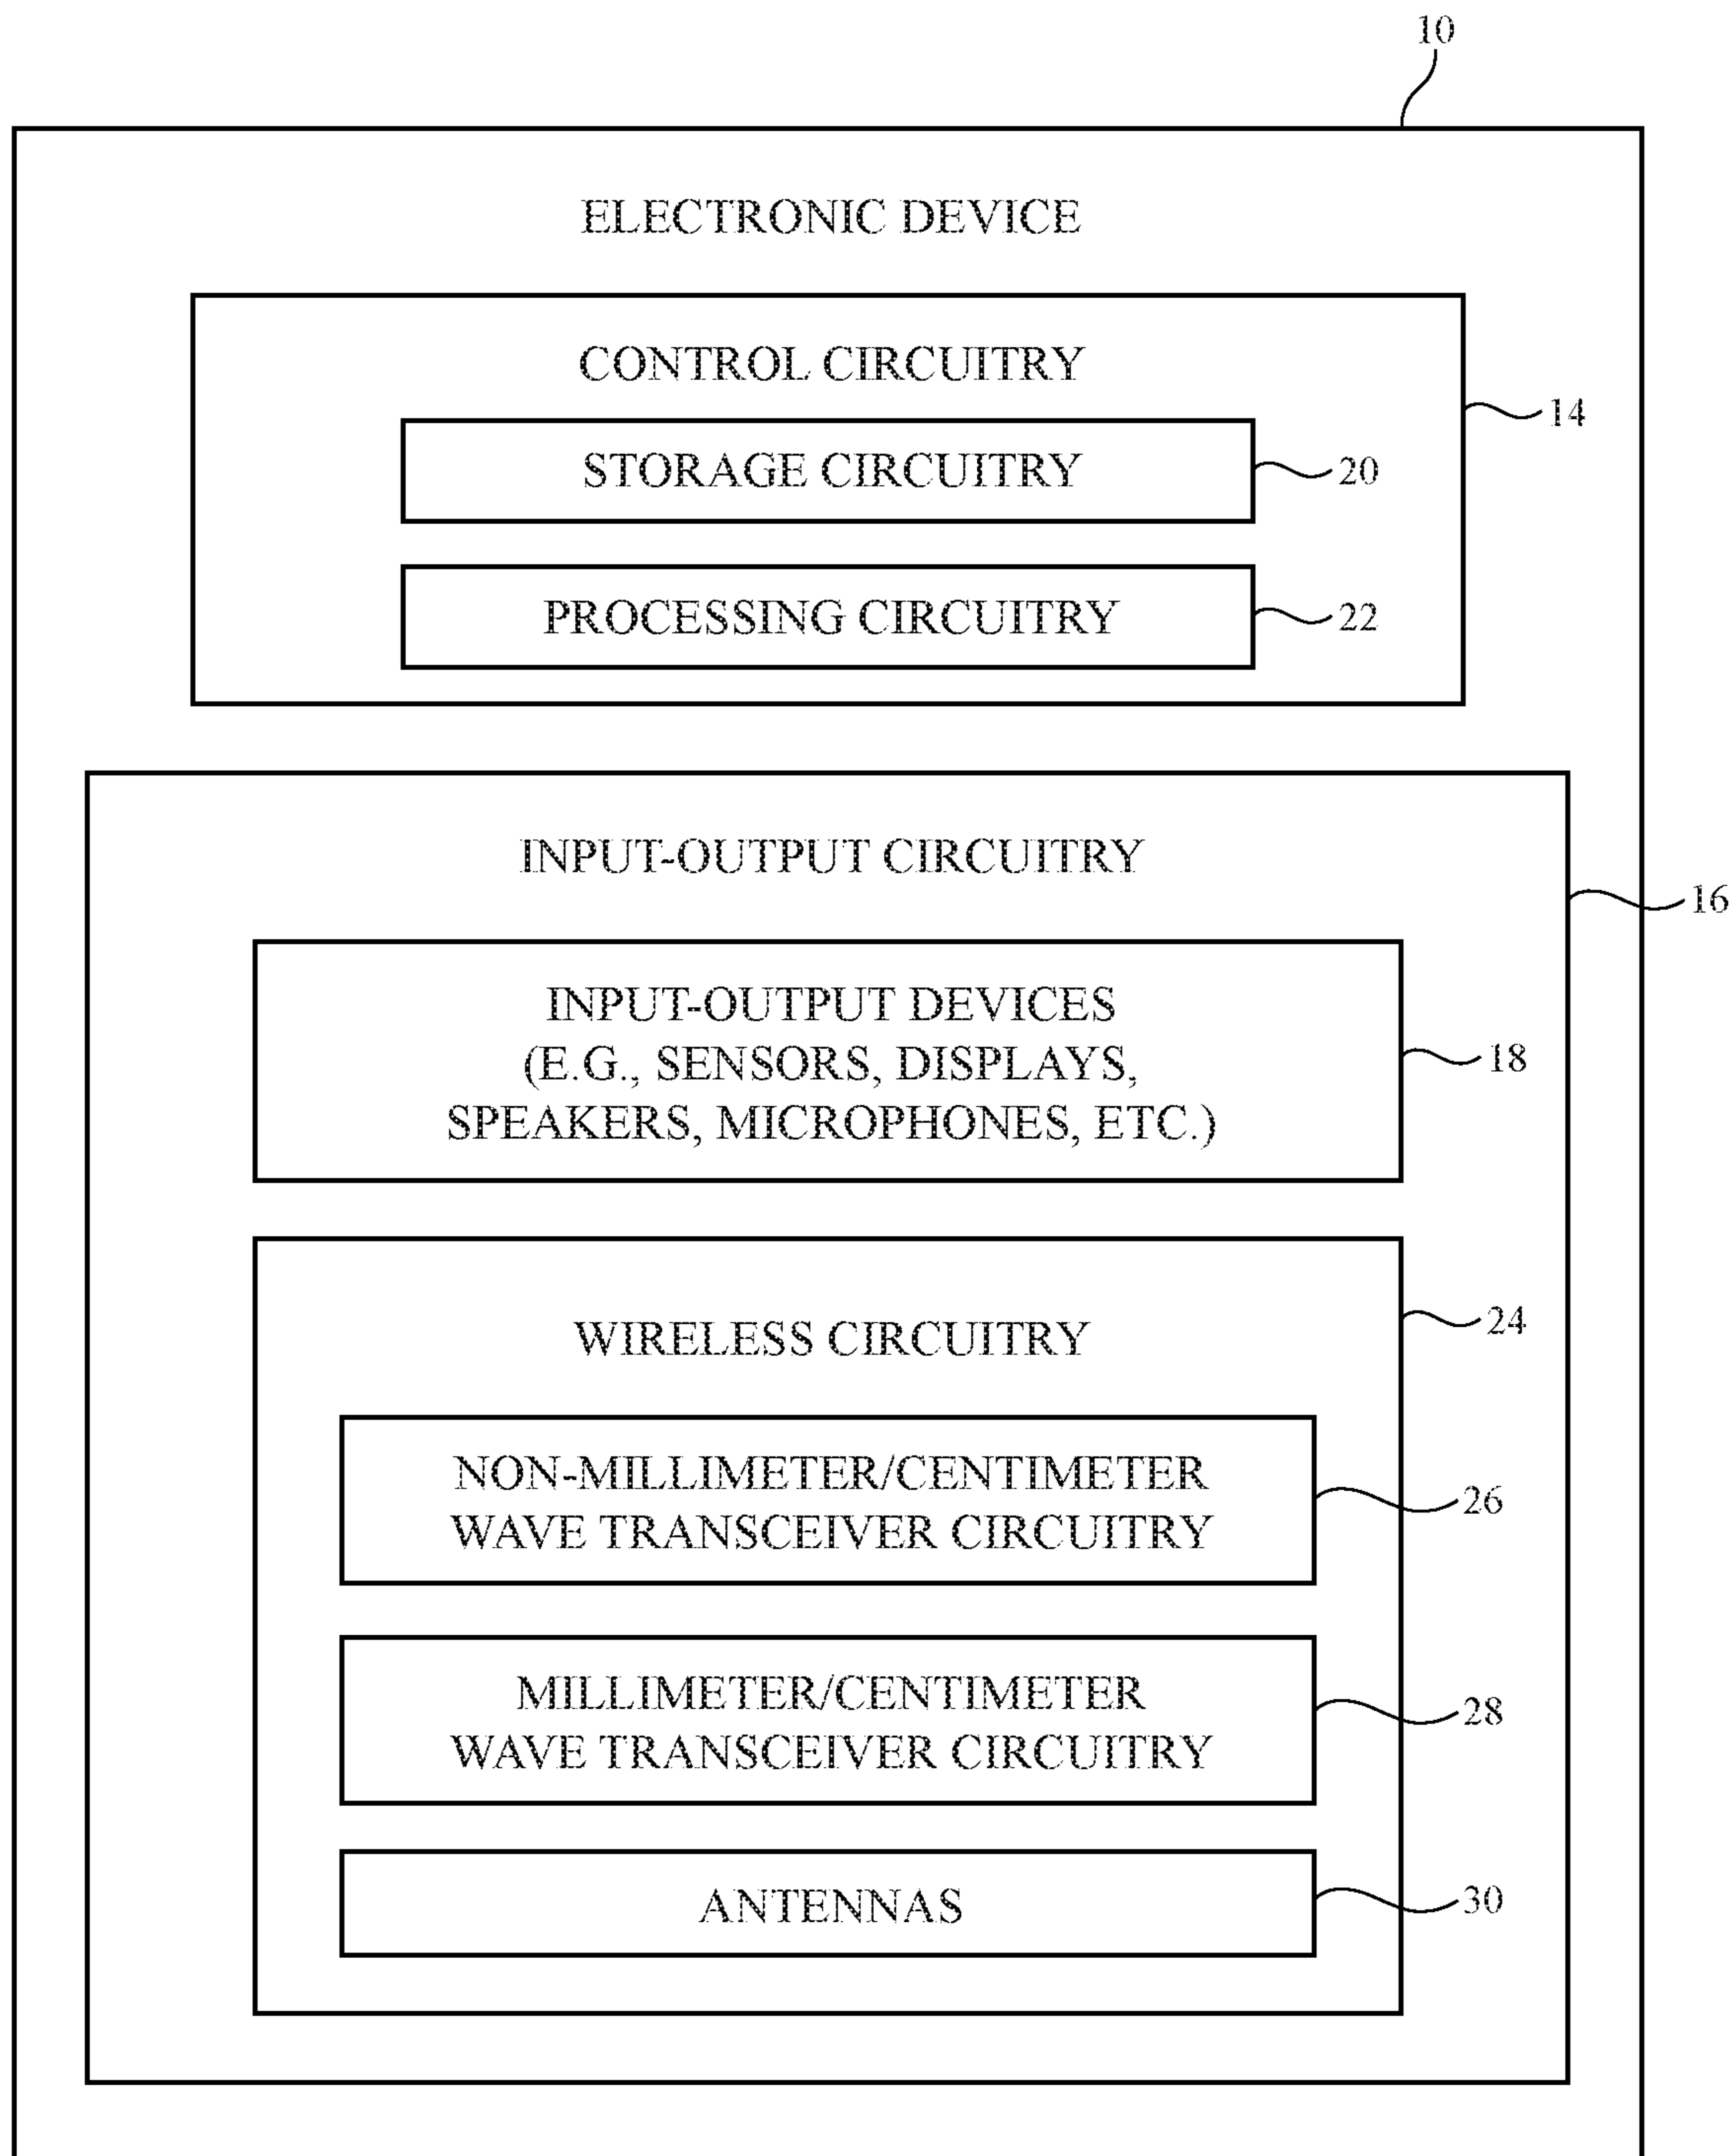 10
ELECTRONIC DEVICE
CONTROL CIRCUITRY
14
STORAGE CIRCUITRY
20
PROCESSING CIRCUITRY
22
INPUT-OUTPUT CIRCUITRY
16
INPUT-OUTPUT DEVICES
(E.G., SENSORS, DISPLAYS,
SPEAKERS, MICROPHONES, ETC.)
18
WIRELESS CIRCUITRY
24
NON-MILLIMETER/CENTIMETER
WAVE TRANSCEIVER CIRCUITRY
26
MILLIMETER/CENTIMETER
WAVE TRANSCEIVER CIRCUITRY
28
ANTENNAS
30